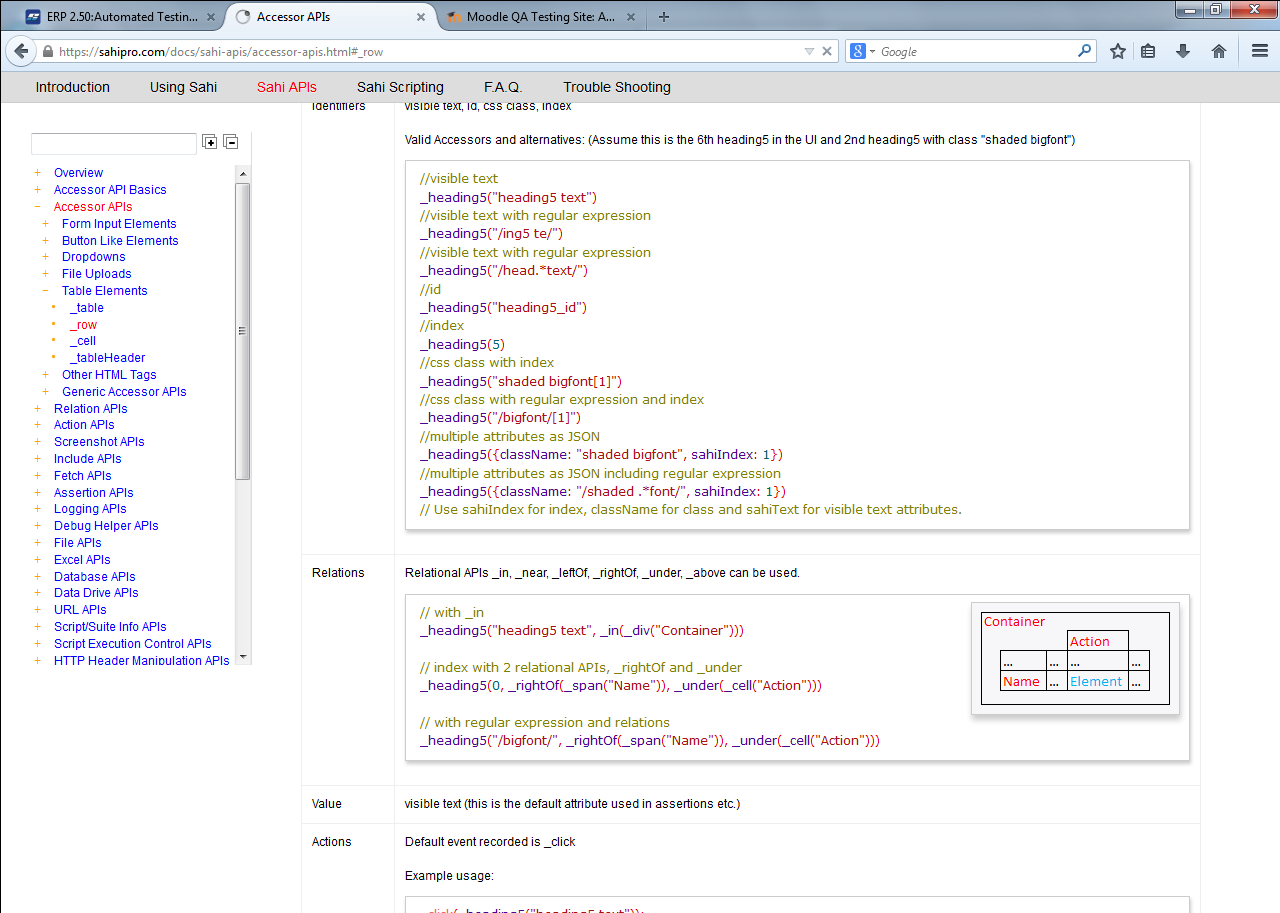 ERP 2.50:Automated Testin...
Accessor APIs
Moodle QA Testing Site: A...
https://sahipro.com/docs/sahi-apis/accessor-apis.html#_row
Google
Introduction
Using Sahi
Sahi APIs
Sahi Scripting
F.A.Q.
Trouble Shooting
Overview
Accessor API Basics
Accessor APIs
Form Input Elements
Button Like Elements
Dropdowns
File Uploads
Table Elements
_table
_row
_cell
_tableHeader
Other HTML Tags
Generic Accessor APIs
Relation APIs
Action APIs
Screenshot APIs
Include APIs
Fetch APIs
Assertion APIs
Logging APIs
Debug Helper APIs
File APIs
Excel APIs
Database APIs
Data Drive APIs
URL APIs
Script/Suite Info APIs
Script Execution Control APIs
HTTP Header Manipulation APIs
Identifiers
visible text, id, css class, index
Valid Accessors and alternatives: (Assume this is the 6th heading5 in the UI and 2nd heading5 with class "shaded bigfont")
//visible text
_heading5("heading5 text")
//visible text with regular expression
_heading5("/ing5 te/")
//visible text with regular expression
_heading5("/head.*text/")
//id
_heading5("heading5_id")
//index
_heading5(5)
//css class with index
_heading5("shaded bigfont[1]")
//css class with regular expression and index
_heading5("/bigfont/[1]")
//multiple attributes as JSON
_heading5({className: "shaded bigfont", sahiIndex: 1})
//multiple attributes as JSON including regular expression
_heading5({className: "/shaded .*font/", sahiIndex: 1})
// Use sahiIndex for index, className for class and sahiText for visible text attributes.
Relations
Relational APIs _in, _near, _leftOf, _rightOf, _under, _above can be used.
// with _in
_heading5("heading5 text", _in(_div("Container")))
// index with 2 relational APIs, _rightOf and _under
_heading5(0, _rightOf(_span("Name")), _under(_cell("Action")))
// with regular expression and relations
_heading5("/bigfont/", _rightOf(_span("Name")), _under(_cell("Action")))
Container
Action
... ... ... ...
Name ... Element ...
Value
visible text (this is the default attribute used in assertions etc.)
Actions
Default event recorded is _click
Example usage:
_click(_heading5("heading5 text"));